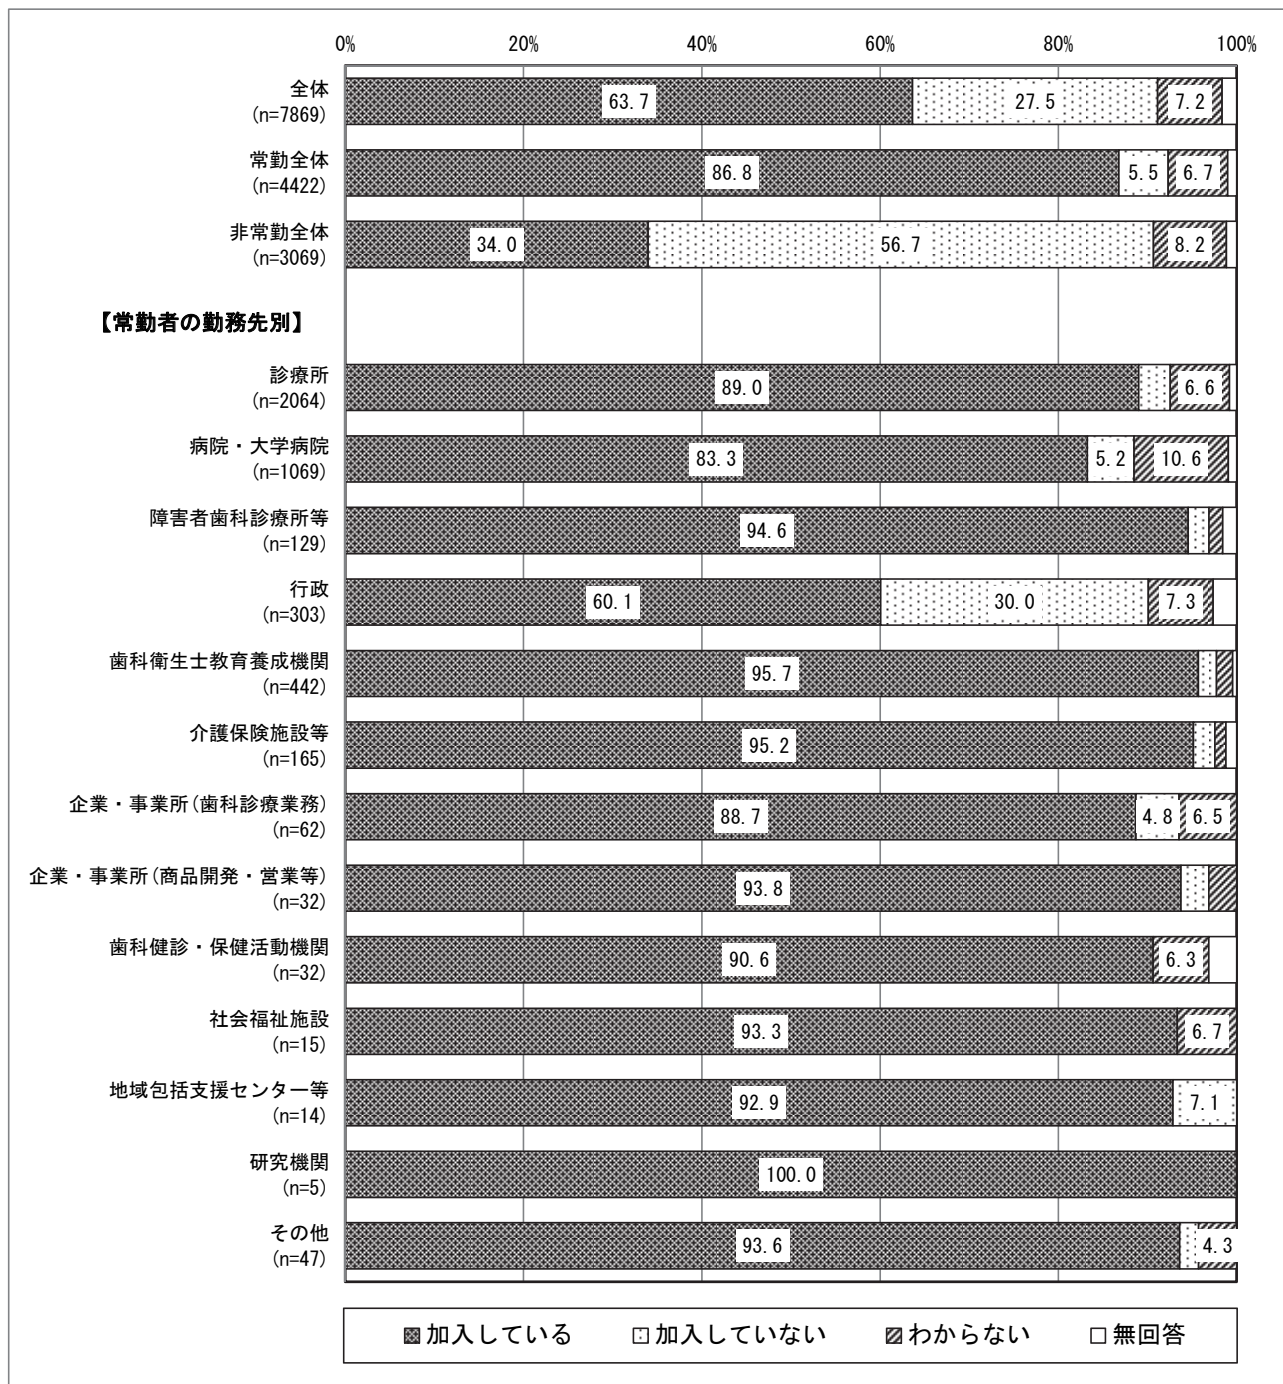 0% 20% 40% 60% 80% 100%
全体
(n=7869)
63.7 27.5 7.2
常勤全体
(n=4422)
86.8 5.5 6.7
非常勤全体
(n=3069)
34.0 56.7 8.2
【常勤者の勤務先別】
診療所
(n=2064)
89.0 6.6
病院・大学病院
(n=1069)
83.3 5.2 10.6
障害者歯科診療所等
(n=129)
94.6
行政
(n=303)
60.1 30.0 7.3
歯科衛生士教育養成機関
(n=442)
95.7
介護保険施設等
(n=165)
95.2
企業・事業所(歯科診療業務)
(n=62)
88.7 4.8 6.5
企業・事業所(商品開発・営業等)
(n=32)
93.8
歯科健診・保健活動機関
(n=32)
90.6 6.3
社会福祉施設
(n=15)
93.3 6.7
地域包括支援センター等
(n=14)
92.9 7.1
研究機関
(n=5)
100.0
その他
(n=47)
93.6 4.3
加入している 加入していない わからない 無回答